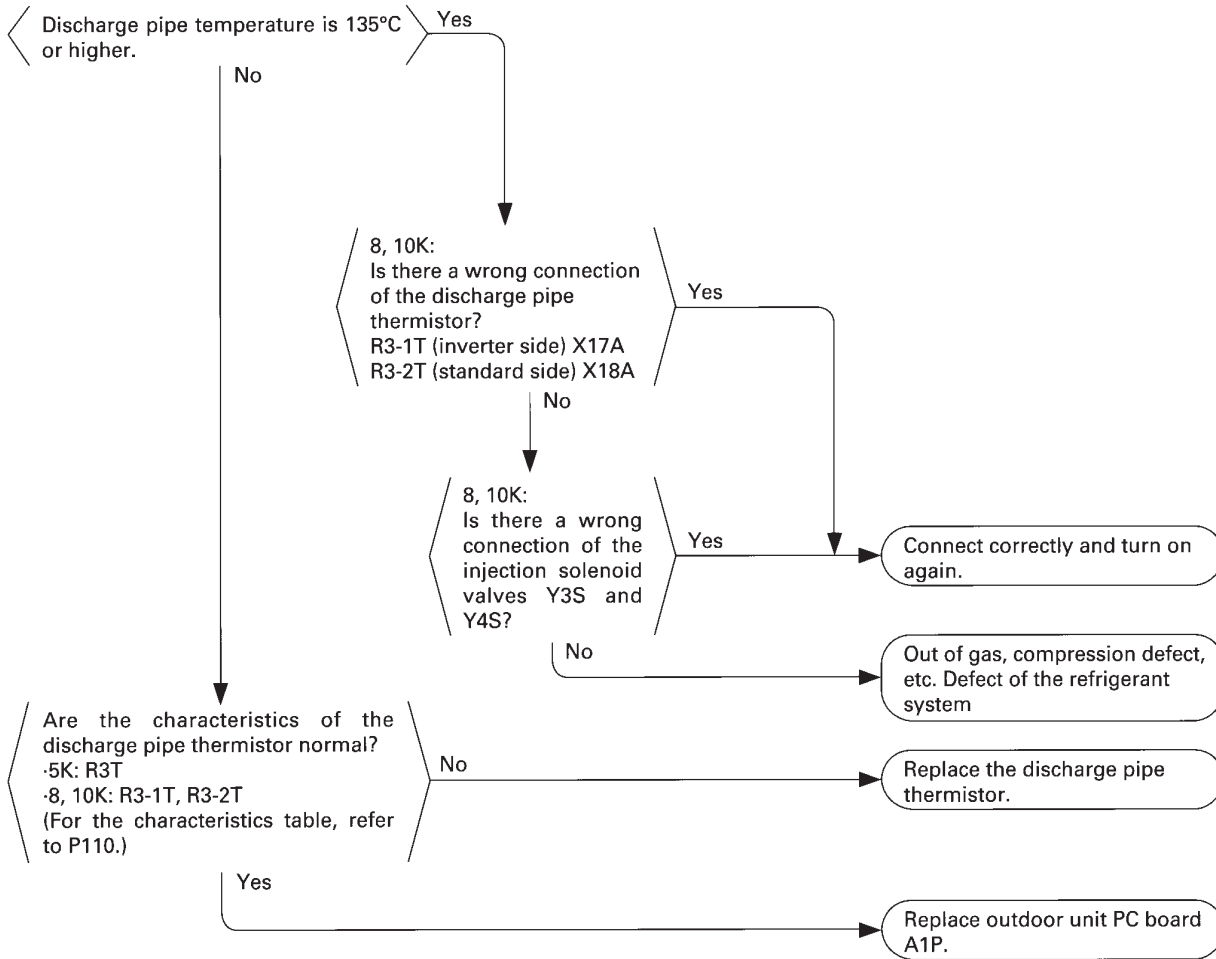 Discharge pipe temperature is 135°C
or higher.
Yes
No
8, 10K:
Is there a wrong connection
of the discharge pipe
thermistor?
R3-1T (inverter side) X17A
R3-2T (standard side) X18A
Yes
No
8, 10K:
Is there a wrong
connection of the
injection solenoid
valves Y3S and
Y4S?
Yes
Connect correctly and turn on
again.
No
Out of gas, compression defect,
etc. Defect of the refrigerant
system
Are the characteristics of the
discharge pipe thermistor normal?
·5K: R3T
·8, 10K: R3-1T, R3-2T
(For the characteristics table, refer
to P110.)
No
Replace the discharge pipe
thermistor.
Yes
Replace outdoor unit PC board
A1P.